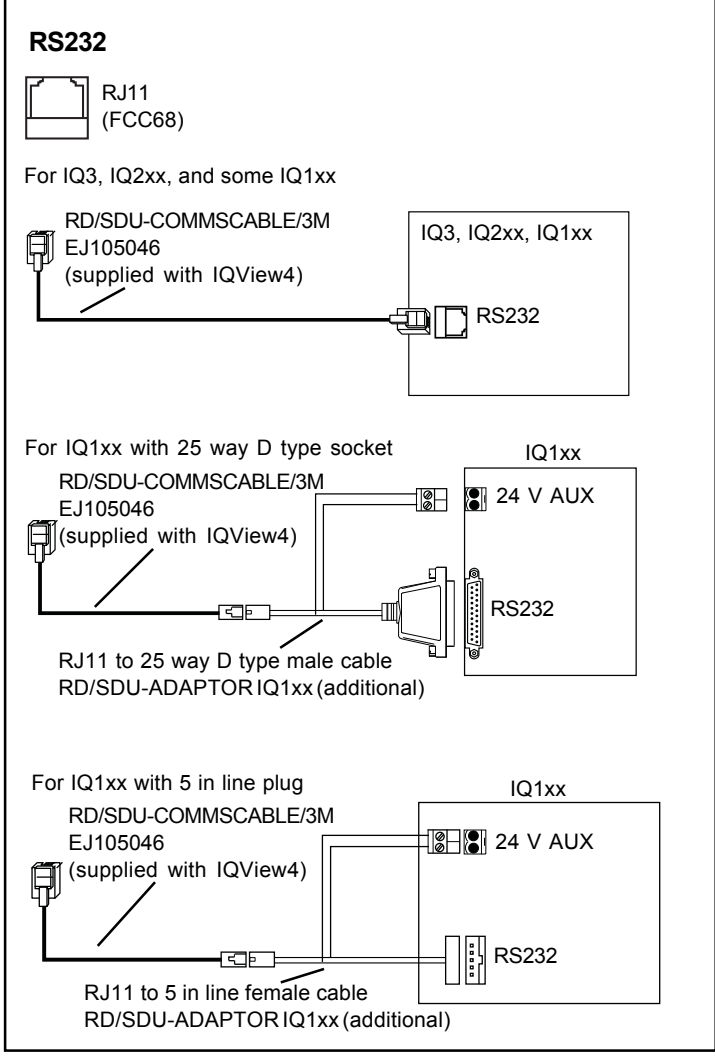 RS232
RJ11
(FCC68)
For IQ3, IQ2xx, and some IQ1xx
RD/SDU-COMMSCABLE/3M
EJ105046
(supplied with IQView4)
IQ3, IQ2xx, IQ1xx
RS232
For IQ1xx with 25 way D type socket
RD/SDU-COMMSCABLE/3M
EJ105046
(supplied with IQView4)
IQ1xx
24 V AUX
RS232
RJ11 to 25 way D type male cable
RD/SDU-ADAPTOR IQ1xx (additional)
For IQ1xx with 5 in line plug
RD/SDU-COMMSCABLE/3M
EJ105046
(supplied with IQView4)
IQ1xx
24 V AUX
RS232
RJ11 to 5 in line female cable
RD/SDU-ADAPTOR IQ1xx (additional)